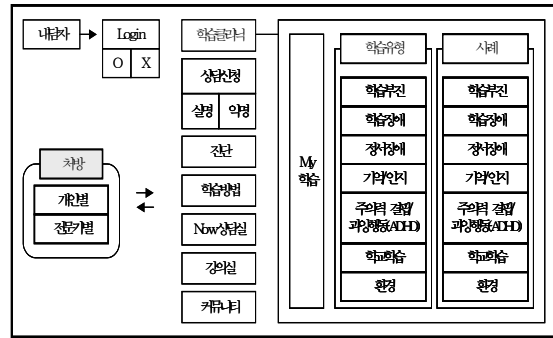 내담자
Login
O X
처방
개인별
전문가별
학습클리닉
상담신청
실명 익명
진단
학습방법
Now상담실
강의실
커뮤니티
My
학습
학습유형
학습부진
학습장애
정서장애
기억/인지
주의력 결핍/
과잉행동(ADHD)
학교학습
환경
사례
학습부진
학습장애
정서장애
기억/인지
주의력 결핍/
과잉행동(ADHD)
학교학습
환경